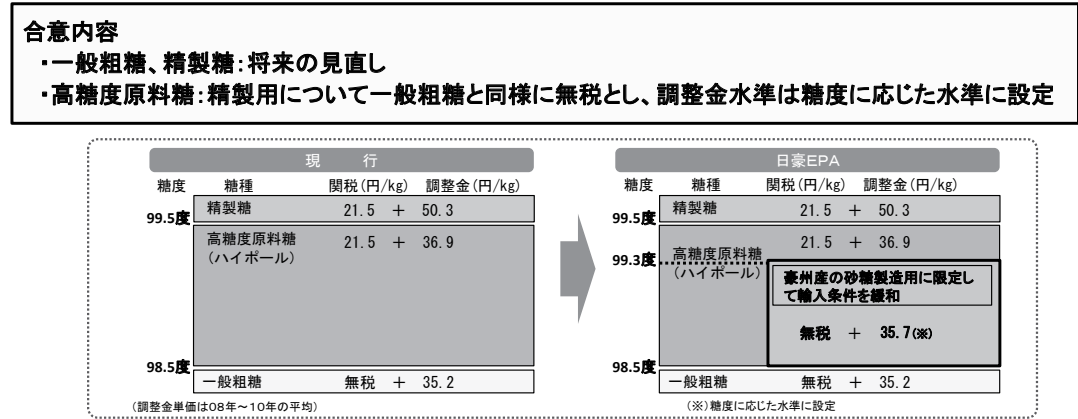 合意内容
・一般粗糖、精製糖：将来の見直し
・高糖度原料糖：精製用について一般粗糖と同様に無税とし、調整金水準は糖度に応じた水準に設定
現　行
糖度 糖種 関税(円/kg) 調整金(円/kg)
99.5度 精製糖 21.5 ＋ 50.3
高糖度原料糖 21.5 ＋ 36.9
（ハイポール）
98.5度
一般粗糖 無税 ＋ 35.2
（調整金単価は08年～10年の平均）
日豪EPA
糖度 糖種 関税(円/kg) 調整金(円/kg)
99.5度 精製糖 21.5 ＋ 50.3
21.5 ＋ 36.9
99.3度 高糖度原料糖
（ハイポール）
豪州産の砂糖製造用に限定し
て輸入条件を緩和
無税 ＋ 35.7(※)
98.5度
一般粗糖 無税 ＋ 35.2
（※）糖度に応じた水準に設定